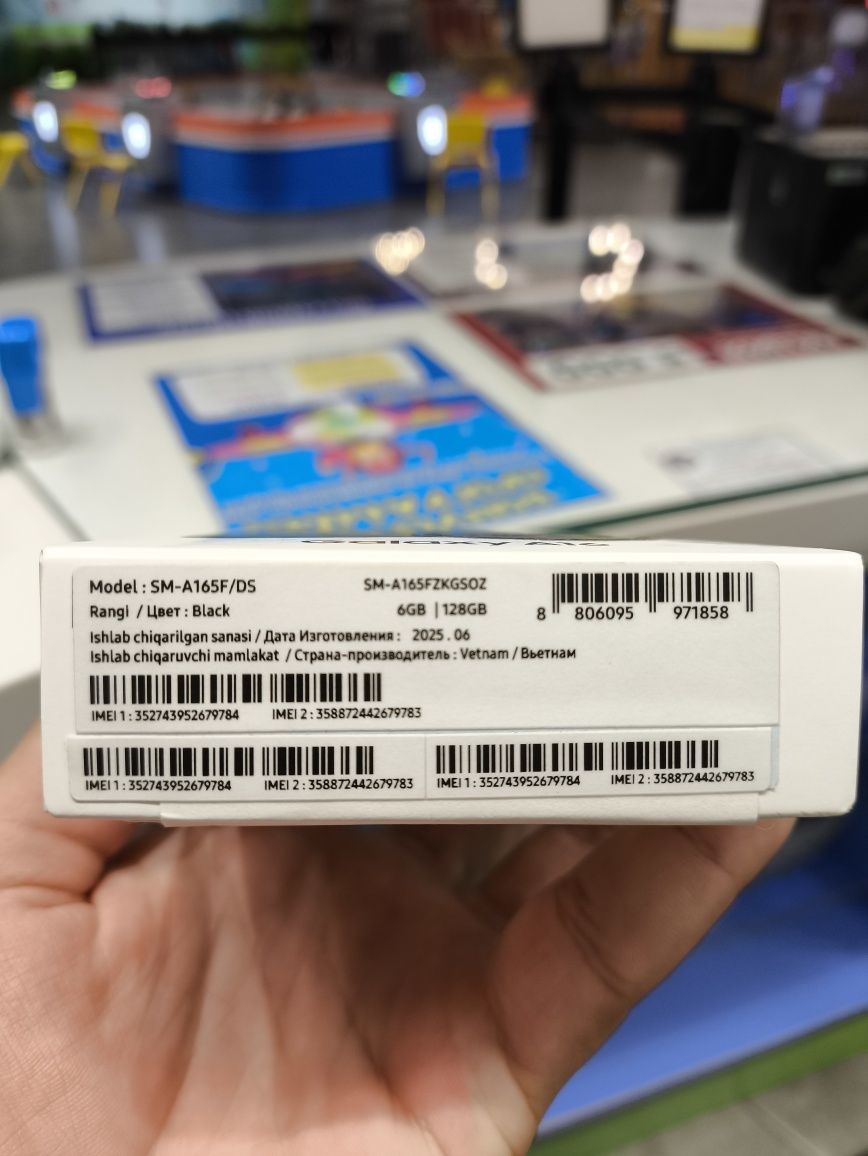 Model : SM-A165F/DS SM-A165FZKGSOZ
Rangi / Цвет : Black 6GB | 128GB
8 806095 971858
Ishlab chiqarilgan sanasi / Дата Изготовления : 2025 . 06
Ishlab chiqaruvchi mamlakat / Страна-производитель : Vetnam / Вьетнам
IMEI 1 : 352743952679784 IMEI 2 : 358872442679783
IMEI 1 : 352743952679784 IMEI 2 : 358872442679783 IMEI 1 : 352743952679784 IMEI 2 : 358872442679783